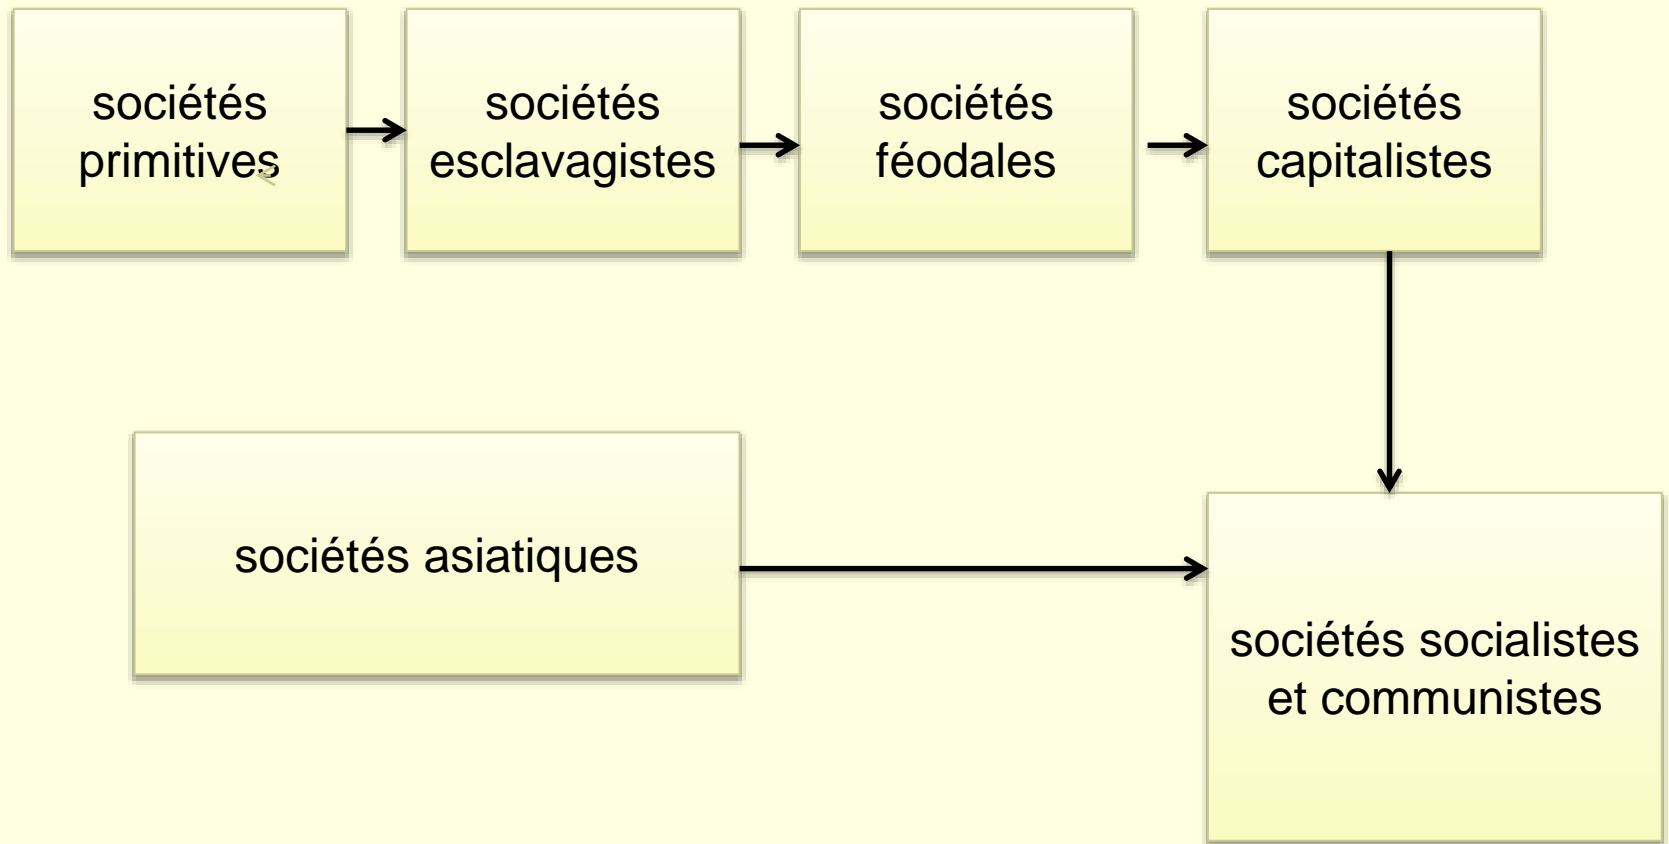 sociétés
primitives
sociétés
esclavagistes
sociétés
féodales
sociétés
capitalistes
sociétés asiatiques
sociétés socialistes
et communistes